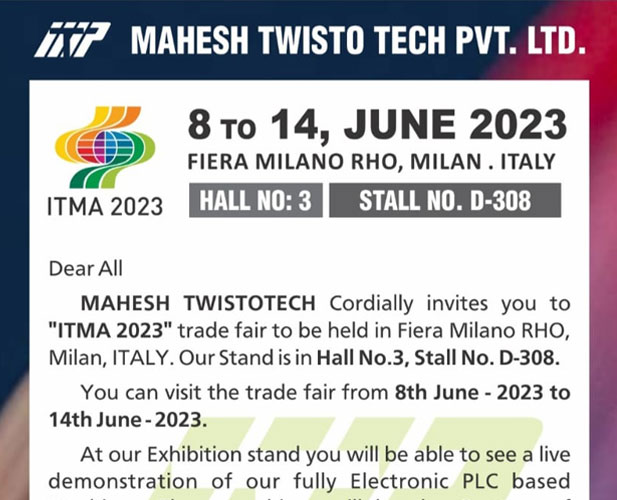 MAHESH TWISTO TECH PVT. LTD.
8 TO 14, JUNE 2023
FIERA MILANO RHO, MILAN . ITALY
ITMA 2023
HALL NO: 3
STALL NO. D-308
Dear All
MAHESH TWISTOTECH Cordially invites you to
"ITMA 2023" trade fair to be held in Fiera Milano RHO,
Milan, ITALY. Our Stand is in Hall No.3, Stall No. D-308.
You can visit the trade fair from 8th June - 2023 to
14th June - 2023.
At our Exhibition stand you will be able to see a live
demonstration of our fully Electronic PLC based